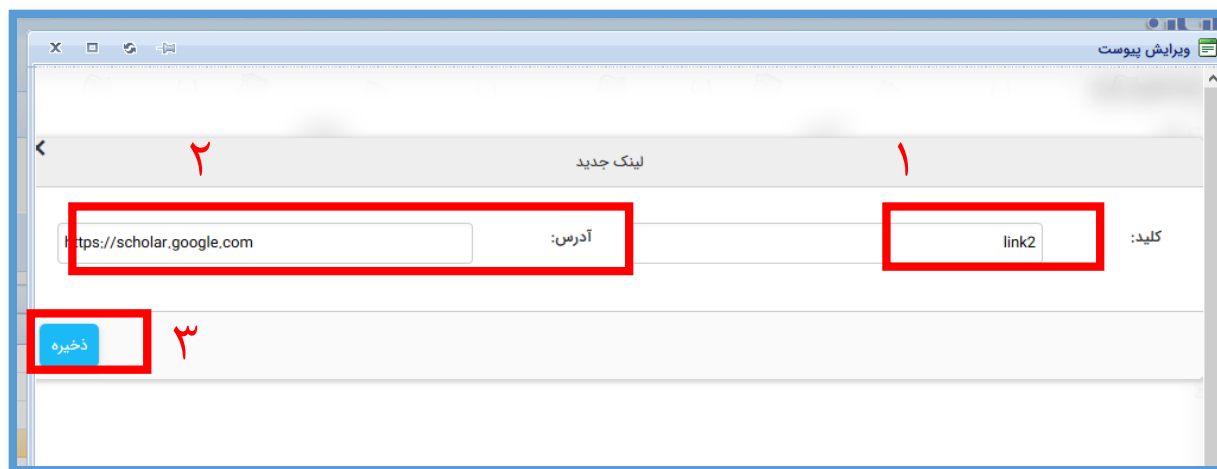 ویرایش پیوست
لینک جدید
۱
۲
کلید:
link2
آدرس:
https://scholar.google.com
ذخیره
۳